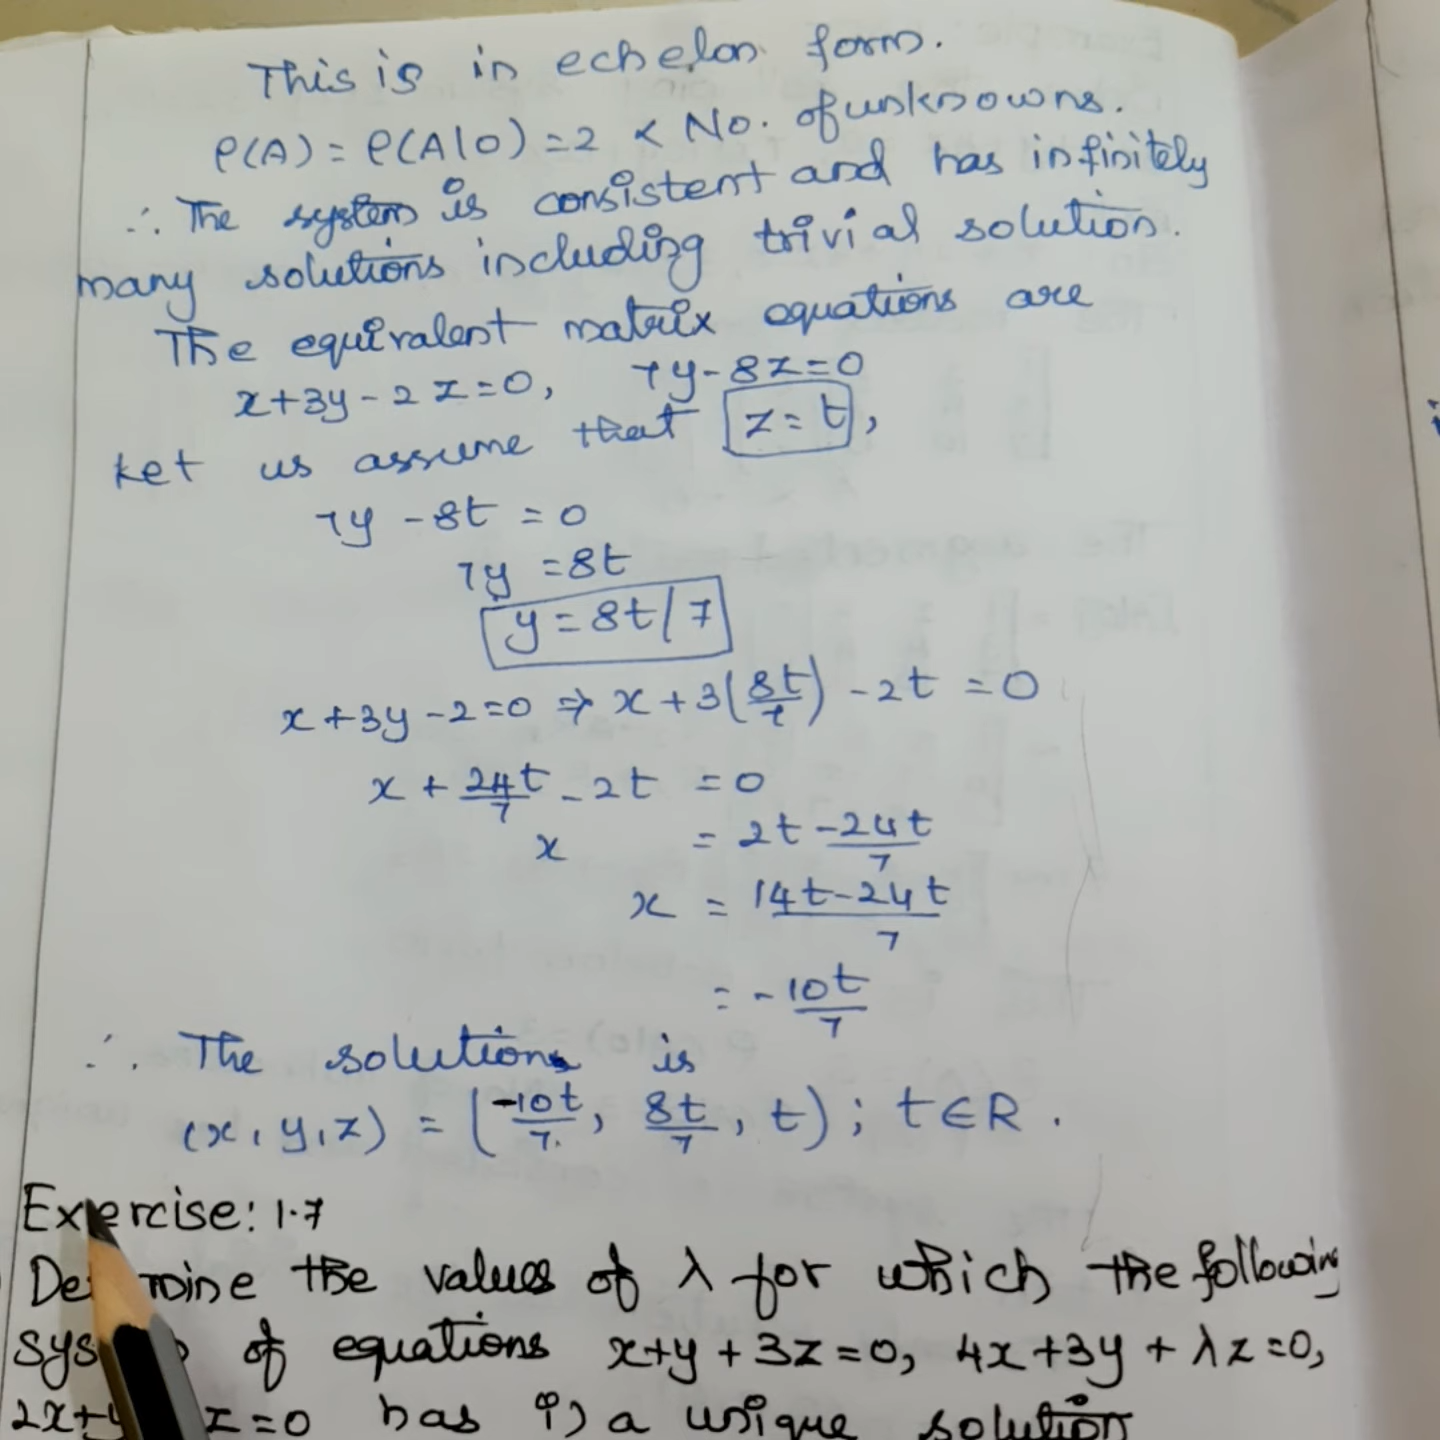 This is in echelon form.
ρ(A) = ρ(A|0) = 2 < No. of unknowns.
∴ The system is consistent and has infinitely
many solutions including trivial solution.
The equivalent matrix equations are
x+3y-2z=0, 7y-8z=0
Let us assume that z=t,
7y - 8t = 0
7y = 8t
y = 8t/7
x+3y-2=0 ⇒ x+3(8t/7) - 2t = 0
x + 24t/7 - 2t = 0
x = 2t - 24t/7
x = 14t-24t/7
= -10t/7
∴ The solution is
(x, y, z) = (-10t/7, 8t/7, t); t∈R.
Exercise: 1.7
the values of λ for which the following
of equations x+y+3z=0, 4x+3y+λz=0,
z=0 has i) a unique solution